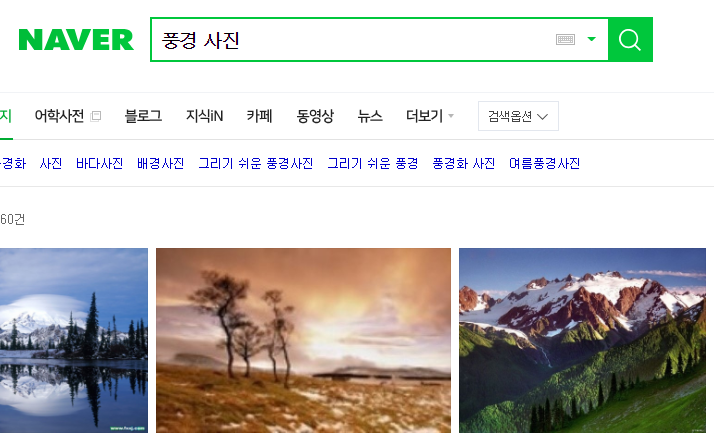 NAVER 풍경 사진
지 어학사전 블로그 지식iN 카페 동영상 뉴스 더보기 검색옵션
경화 사진 바다사진 배경사진 그리기 쉬운 풍경사진 그리기 쉬운 풍경 풍경화 사진 여름풍경사진
60건